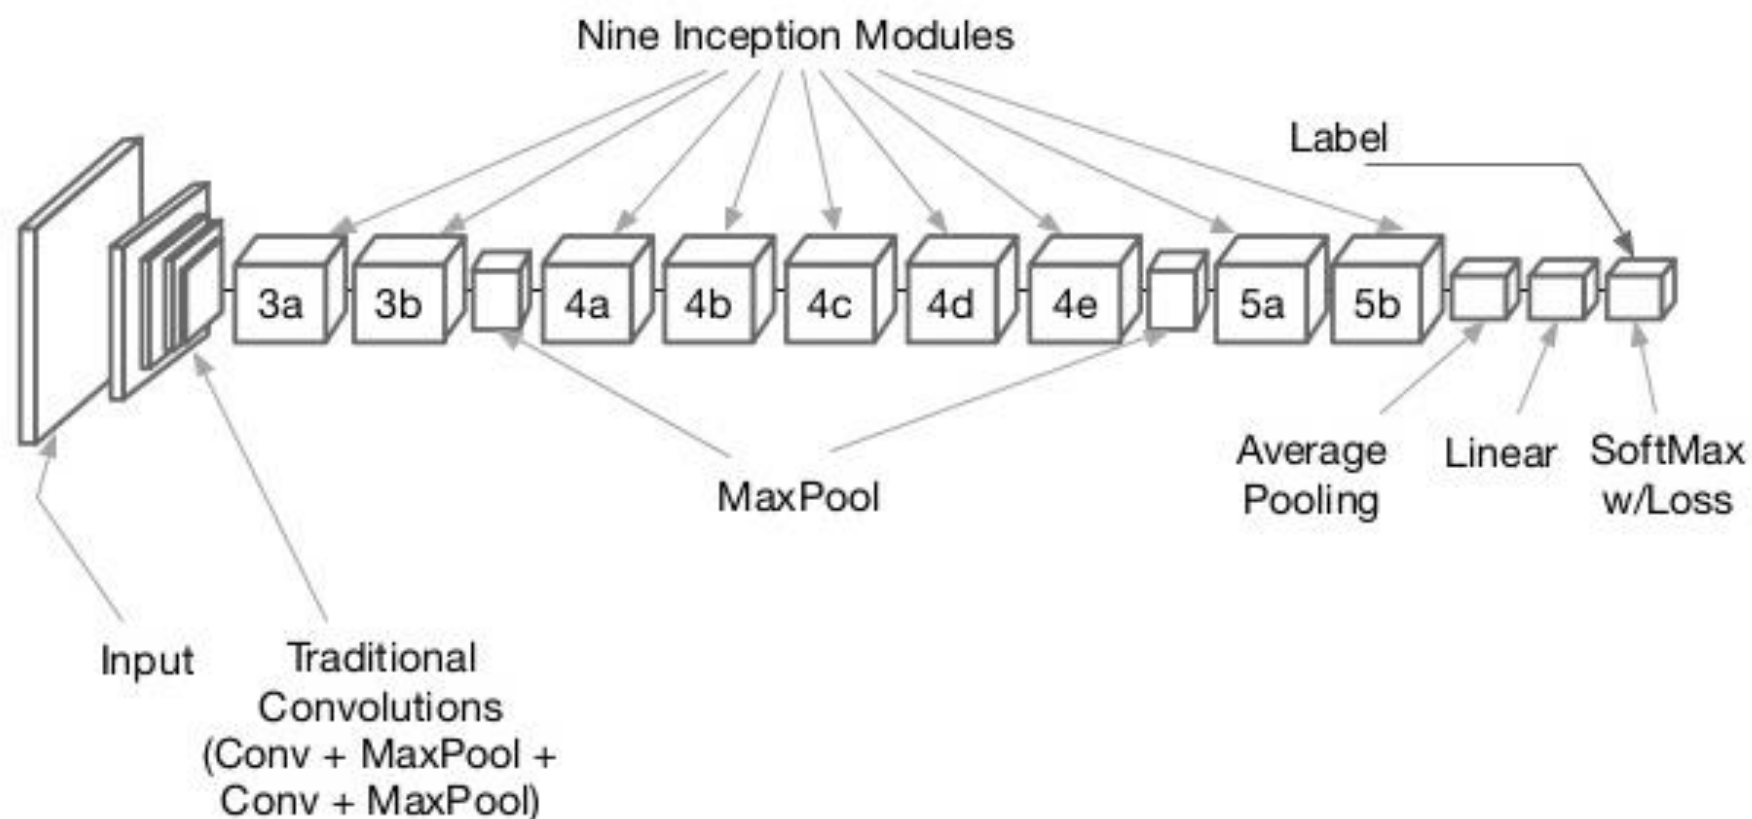 Nine Inception Modules
Label
3a
3b
4a
4b
4c
4d
4e
5a
5b
MaxPool
Average
Pooling
Linear
SoftMax
w/Loss
Input
Traditional
Convolutions
(Conv + MaxPool +
Conv + MaxPool)